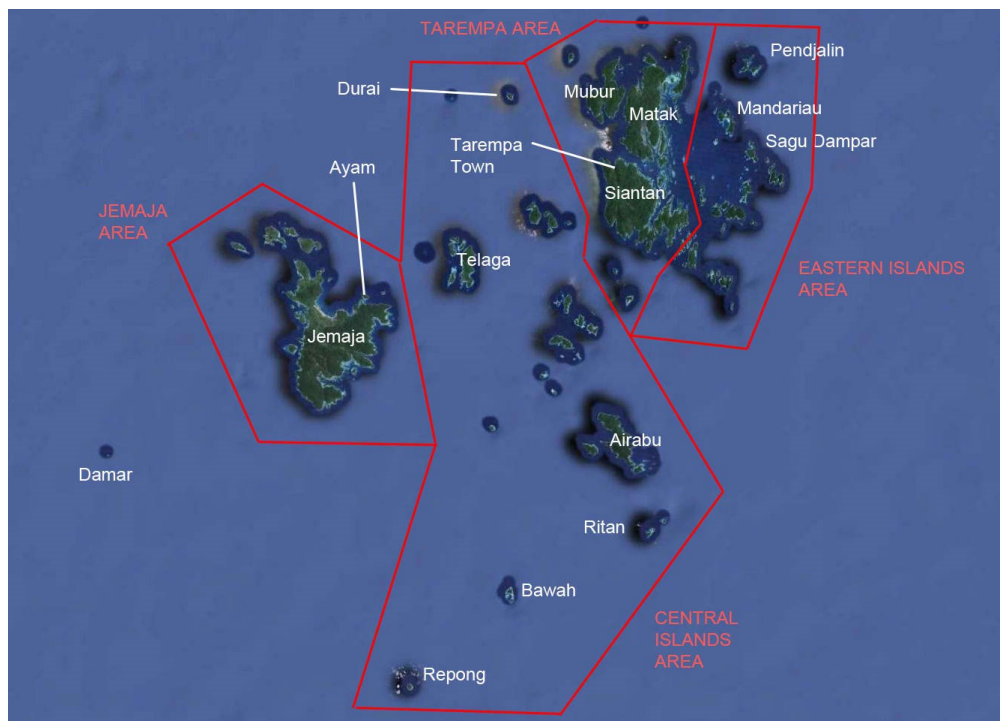 TAREMPA AREA
Pendjalin
Durai
Mubur
Matak
Mandariau
Tarempa
Town
Sagu Dampar
Ayam
Siantan
JEMAJA
AREA
Telaga
EASTERN ISLANDS
AREA
Jemaja
Airabu
Damar
Ritan
Bawah
CENTRAL
ISLANDS
AREA
Repong